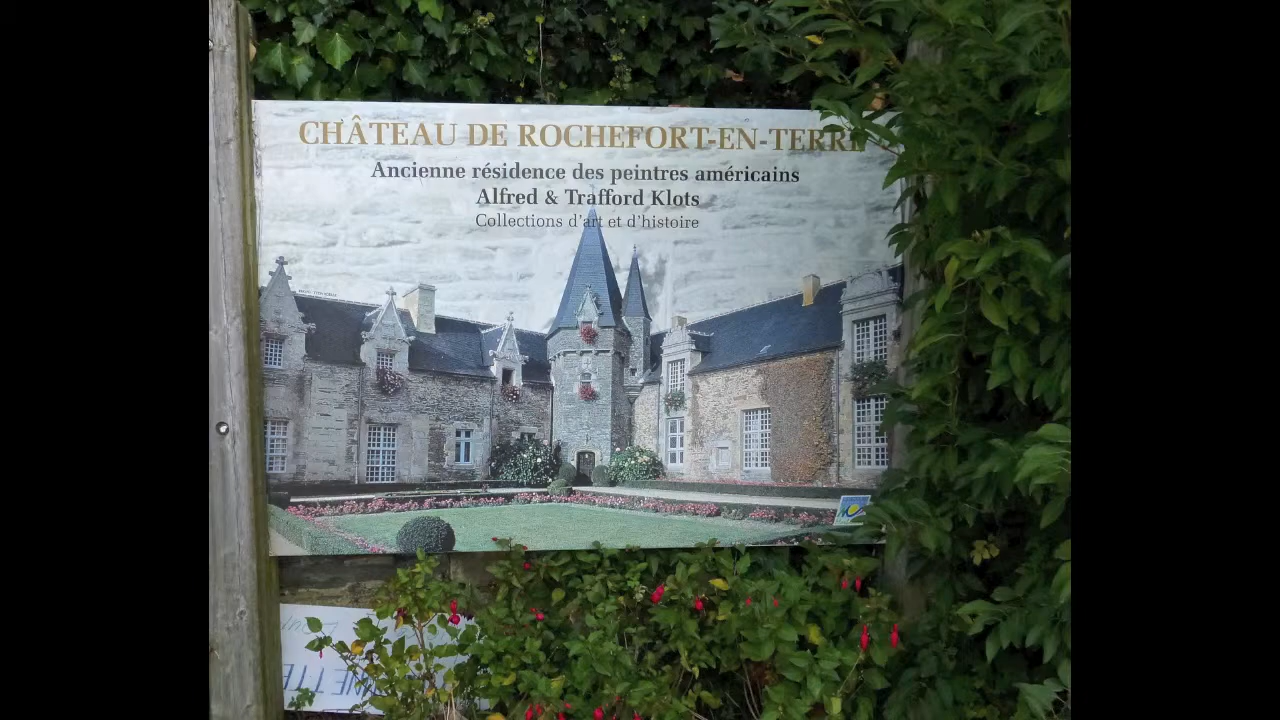 CHÂTEAU DE ROCHEFORT-EN-TERRE
Ancienne résidence des peintres américains
Alfred & Trafford Klots
Collections d'art et d'histoire